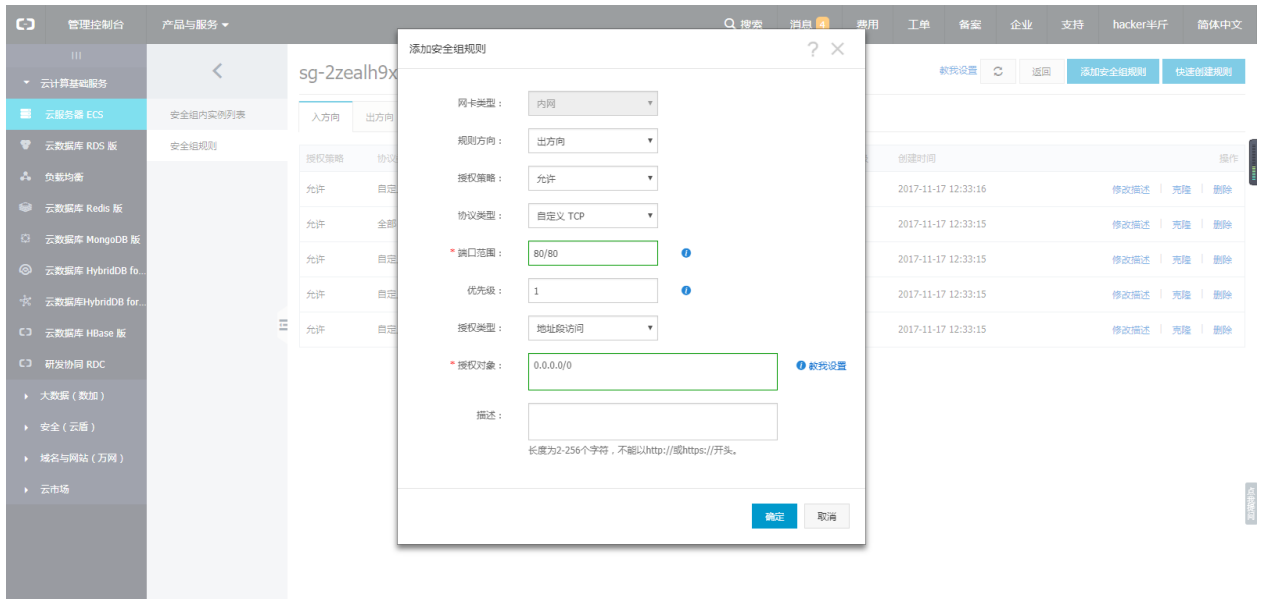 管理控制台 产品与服务 搜索 消息 4 费用 工单 备案 企业 支持 hacker半斤 简体中文
添加安全组规则
云计算基础服务
云服务器 ECS
云数据库 RDS 版
负载均衡
云数据库 Redis 版
云数据库 MongoDB 版
云数据库 HybridDB fo...
云数据库HybridDB for...
云数据库 HBase 版
研发协同 RDC
大数据 ( 数加 )
安全 ( 云盾 )
域名与网站 ( 万网 )
云市场
安全组内实例列表
安全组规则
sg-2zealh9x
教我设置 返回 添加安全组规则 快速创建规则
入方向 出方向
授权策略 协议 创建时间 操作
允许 自定 2017-11-17 12:33:16 修改描述 克隆 删除
允许 全部 2017-11-17 12:33:15 修改描述 克隆 删除
允许 自定 2017-11-17 12:33:15 修改描述 克隆 删除
允许 自定 2017-11-17 12:33:15 修改描述 克隆 删除
允许 自定 2017-11-17 12:33:15 修改描述 克隆 删除
网卡类型： 内网
规则方向： 出方向
授权策略： 允许
协议类型： 自定义 TCP
* 端口范围： 80/80
优先级： 1
授权类型： 地址段访问
* 授权对象： 0.0.0.0/0 教我设置
描述：
长度为2-256个字符，不能以http://或https://开头。
确定 取消